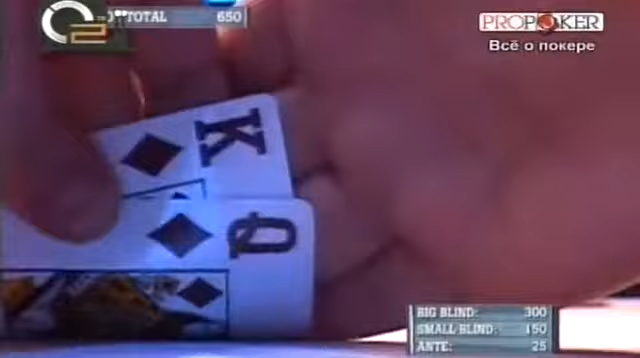 TOTAL 650
PROPOKER
Всё о покере
K
Q
BIG BLIND: 300
SMALL BLIND: 150
ANTE: 25